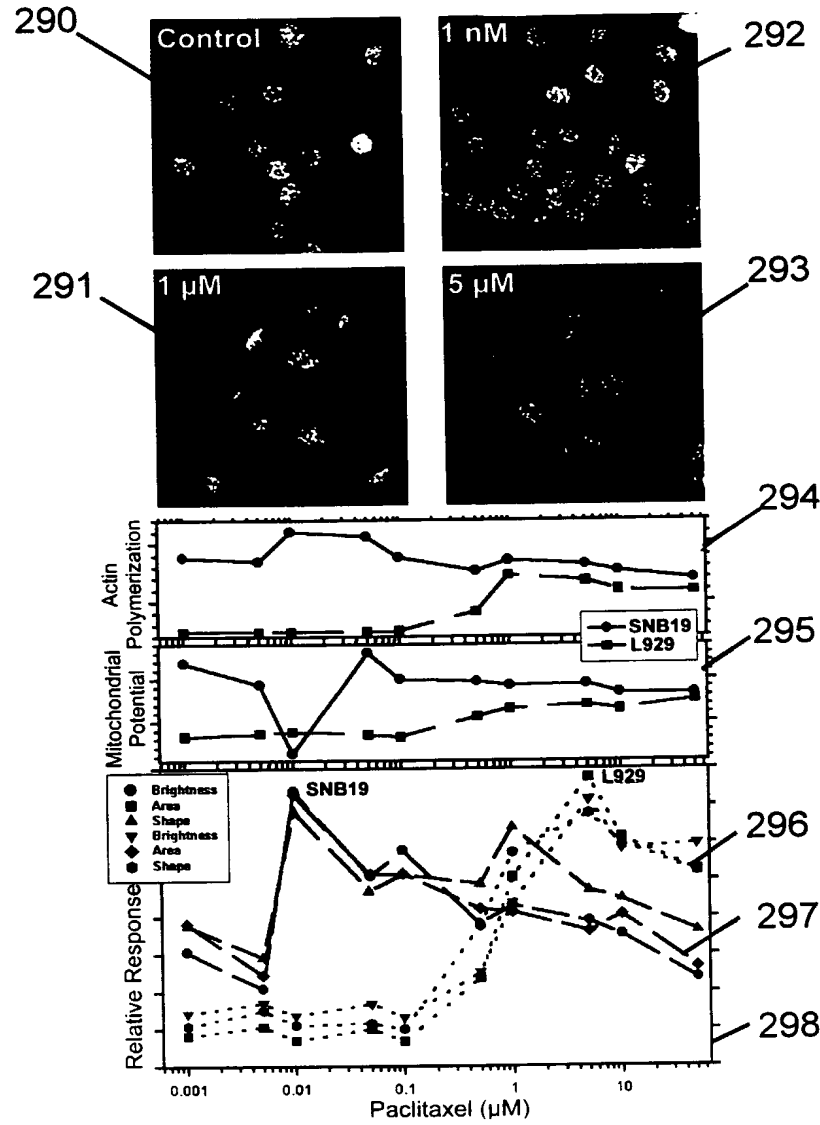 290
Control
1 nM
292
291
1 µM
5 µM
293
294
Actin
Polymerization
SNB19
L929
295
Mitochondrial
Potential
Brightness
Area
Shape
Brightness
Area
Shape
SNB19
L929
296
297
298
Relative Response
0.001
0.01
0.1
1
10
Paclitaxel (µM)